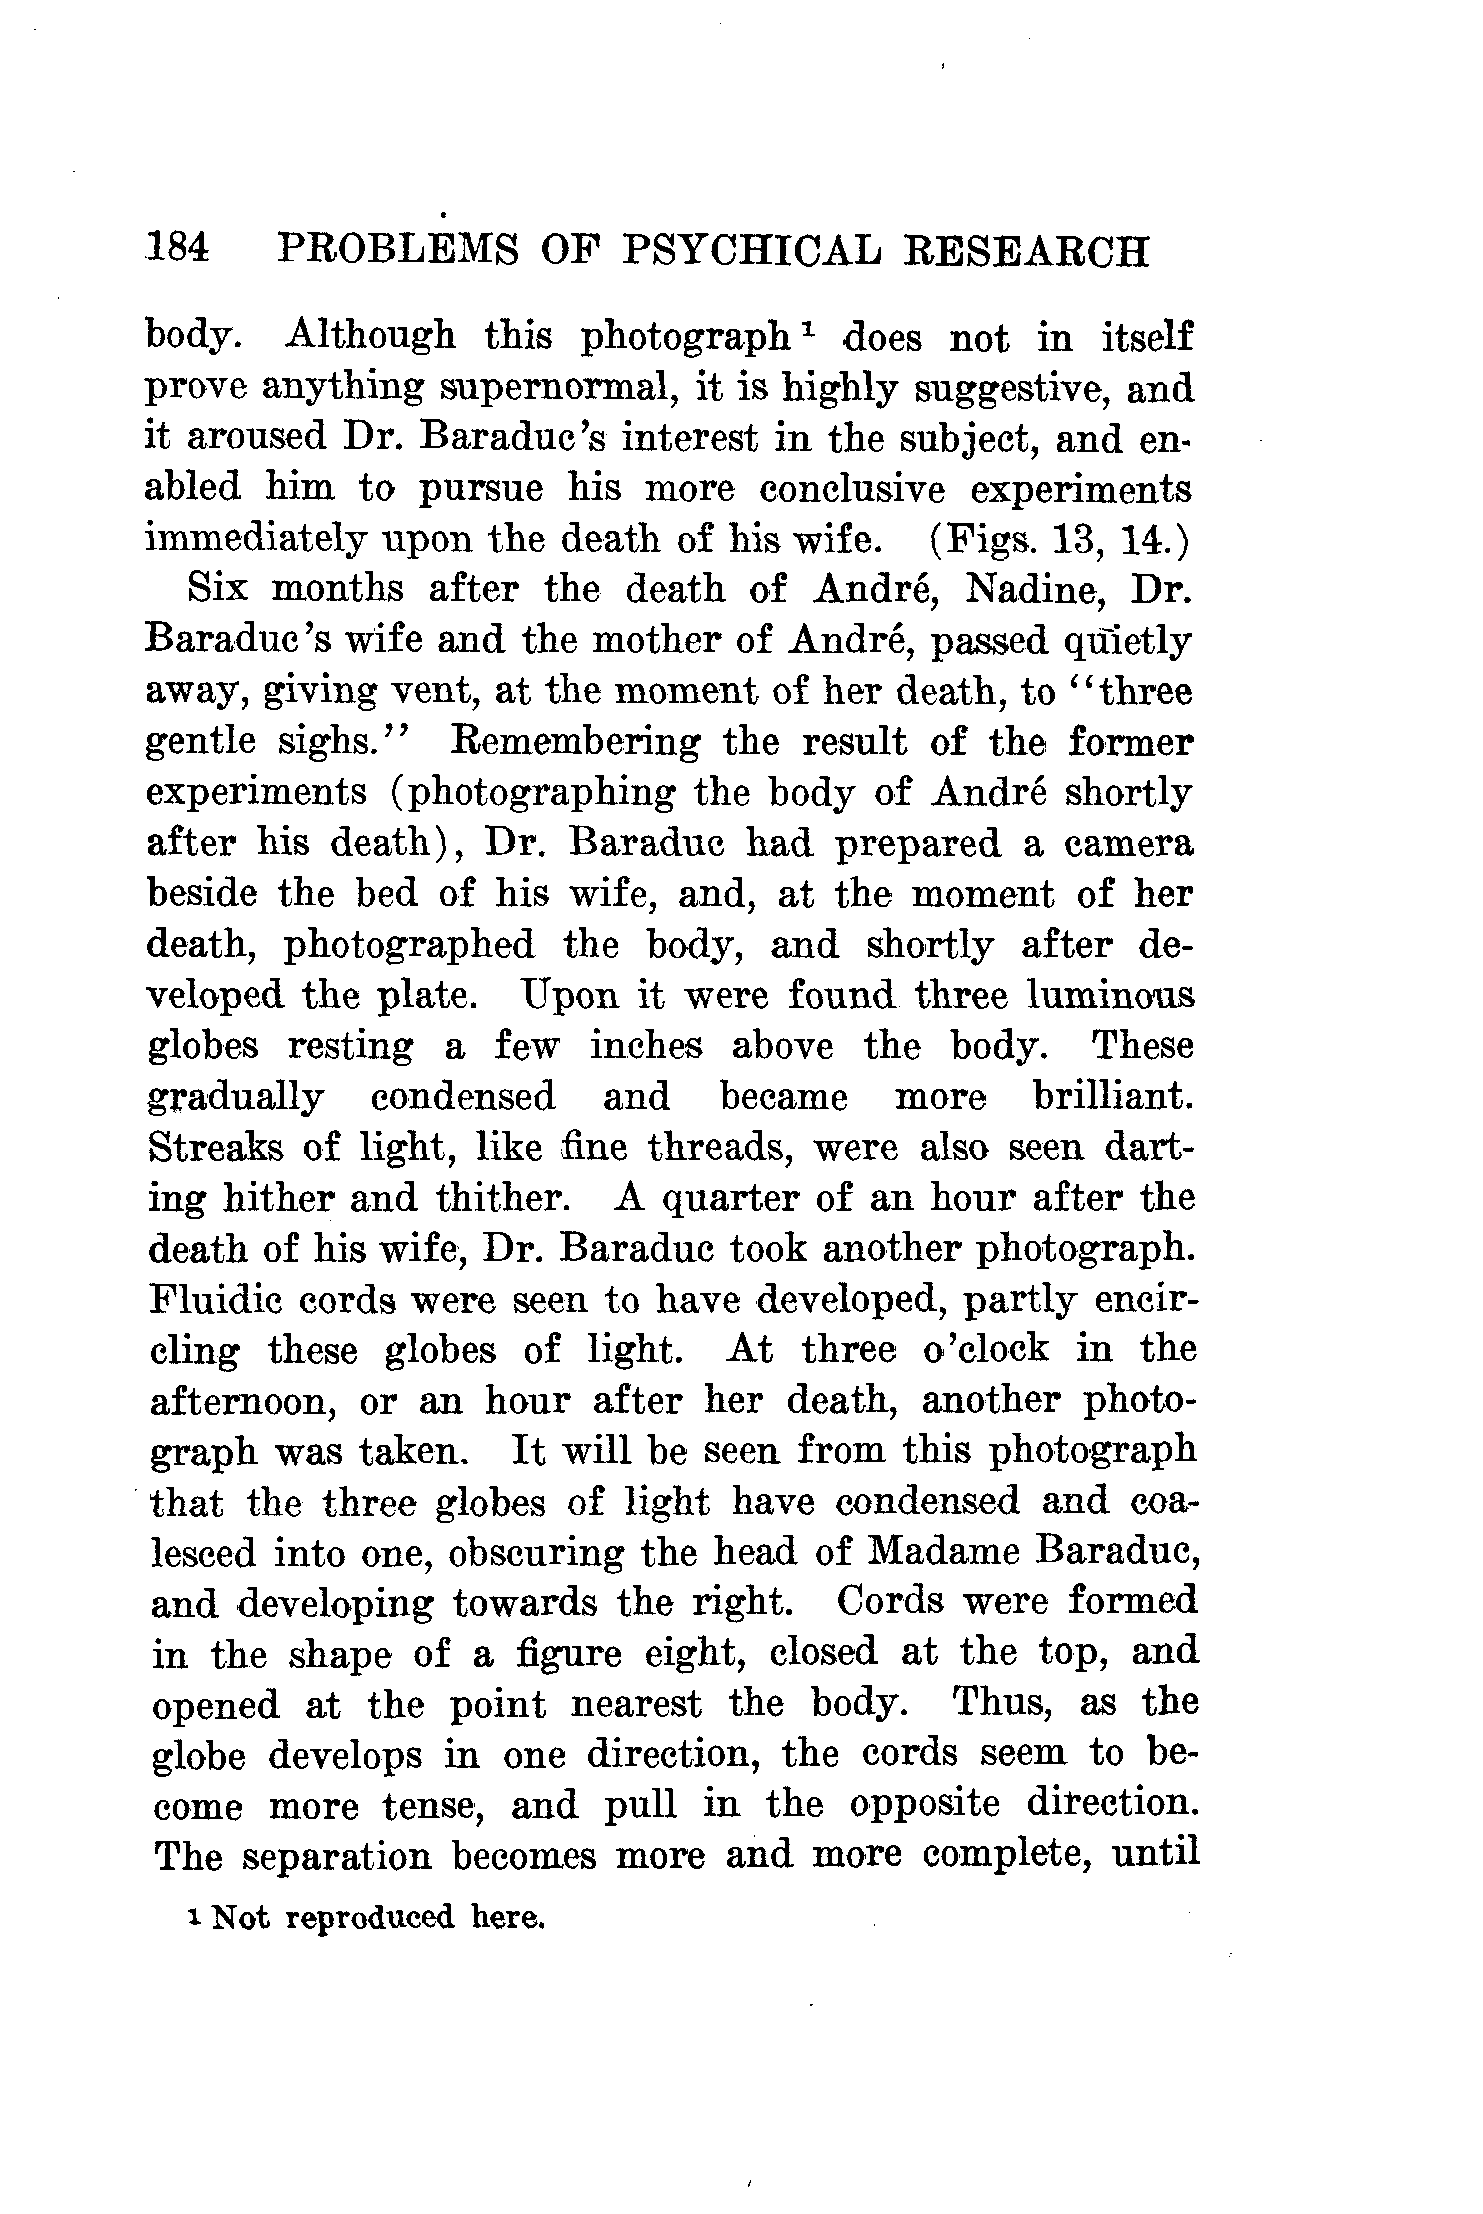 184 PROBLEMS OF PSYCHICAL RESEARCH
body. Although this photograph ¹ does not in itself
prove anything supernormal, it is highly suggestive, and
it aroused Dr. Baraduc's interest in the subject, and en-
abled him to pursue his more conclusive experiments
immediately upon the death of his wife. (Figs. 13, 14.)
Six months after the death of André, Nadine, Dr.
Baraduc's wife and the mother of André, passed quietly
away, giving vent, at the moment of her death, to “three
gentle sighs.” Remembering the result of the former
experiments (photographing the body of André shortly
after his death), Dr. Baraduc had prepared a camera
beside the bed of his wife, and, at the moment of her
death, photographed the body, and shortly after de-
veloped the plate. Upon it were found three luminous
globes resting a few inches above the body. These
gradually condensed and became more brilliant.
Streaks of light, like fine threads, were also seen dart-
ing hither and thither. A quarter of an hour after the
death of his wife, Dr. Baraduc took another photograph.
Fluidic cords were seen to have developed, partly encir-
cling these globes of light. At three o'clock in the
afternoon, or an hour after her death, another photo-
graph was taken. It will be seen from this photograph
that the three globes of light have condensed and coa-
lesced into one, obscuring the head of Madame Baraduc,
and developing towards the right. Cords were formed
in the shape of a figure eight, closed at the top, and
opened at the point nearest the body. Thus, as the
globe develops in one direction, the cords seem to be-
come more tense, and pull in the opposite direction.
The separation becomes more and more complete, until
¹ Not reproduced here.